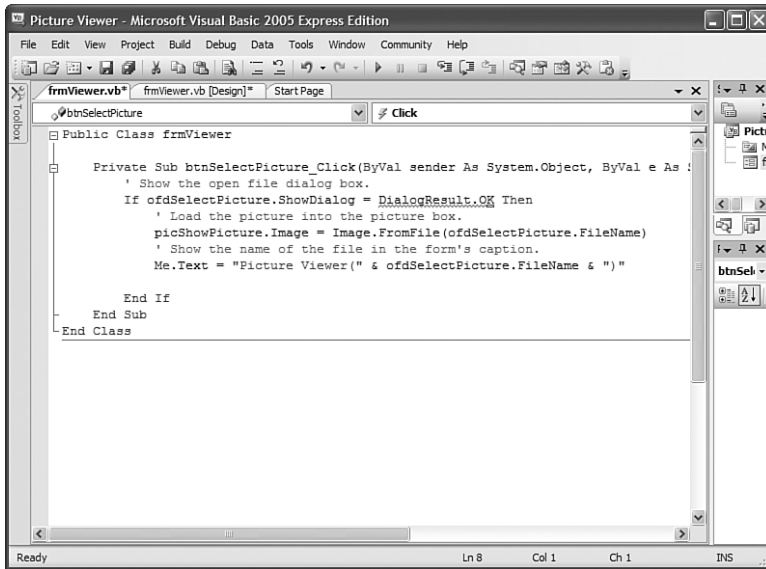 Picture Viewer - Microsoft Visual Basic 2005 Express Edition
File Edit View Project Build Debug Data Tools Window Community Help
frmViewer.vb* frmViewer.vb [Design]* Start Page
Toolbox
btnSelectPicture Click
Public Class frmViewer
Private Sub btnSelectPicture_Click(ByVal sender As System.Object, ByVal e As S
' Show the open file dialog box.
If ofdSelectPicture.ShowDialog = DialogResult.OK Then
' Load the picture into the picture box.
picShowPicture.Image = Image.FromFile(ofdSelectPicture.FileName)
' Show the name of the file in the form's caption.
Me.Text = "Picture Viewer(" & ofdSelectPicture.FileName & ")"
End If
End Sub
End Class
Pict
M
f
btnSele
Ready Ln 8 Col 1 Ch 1 INS